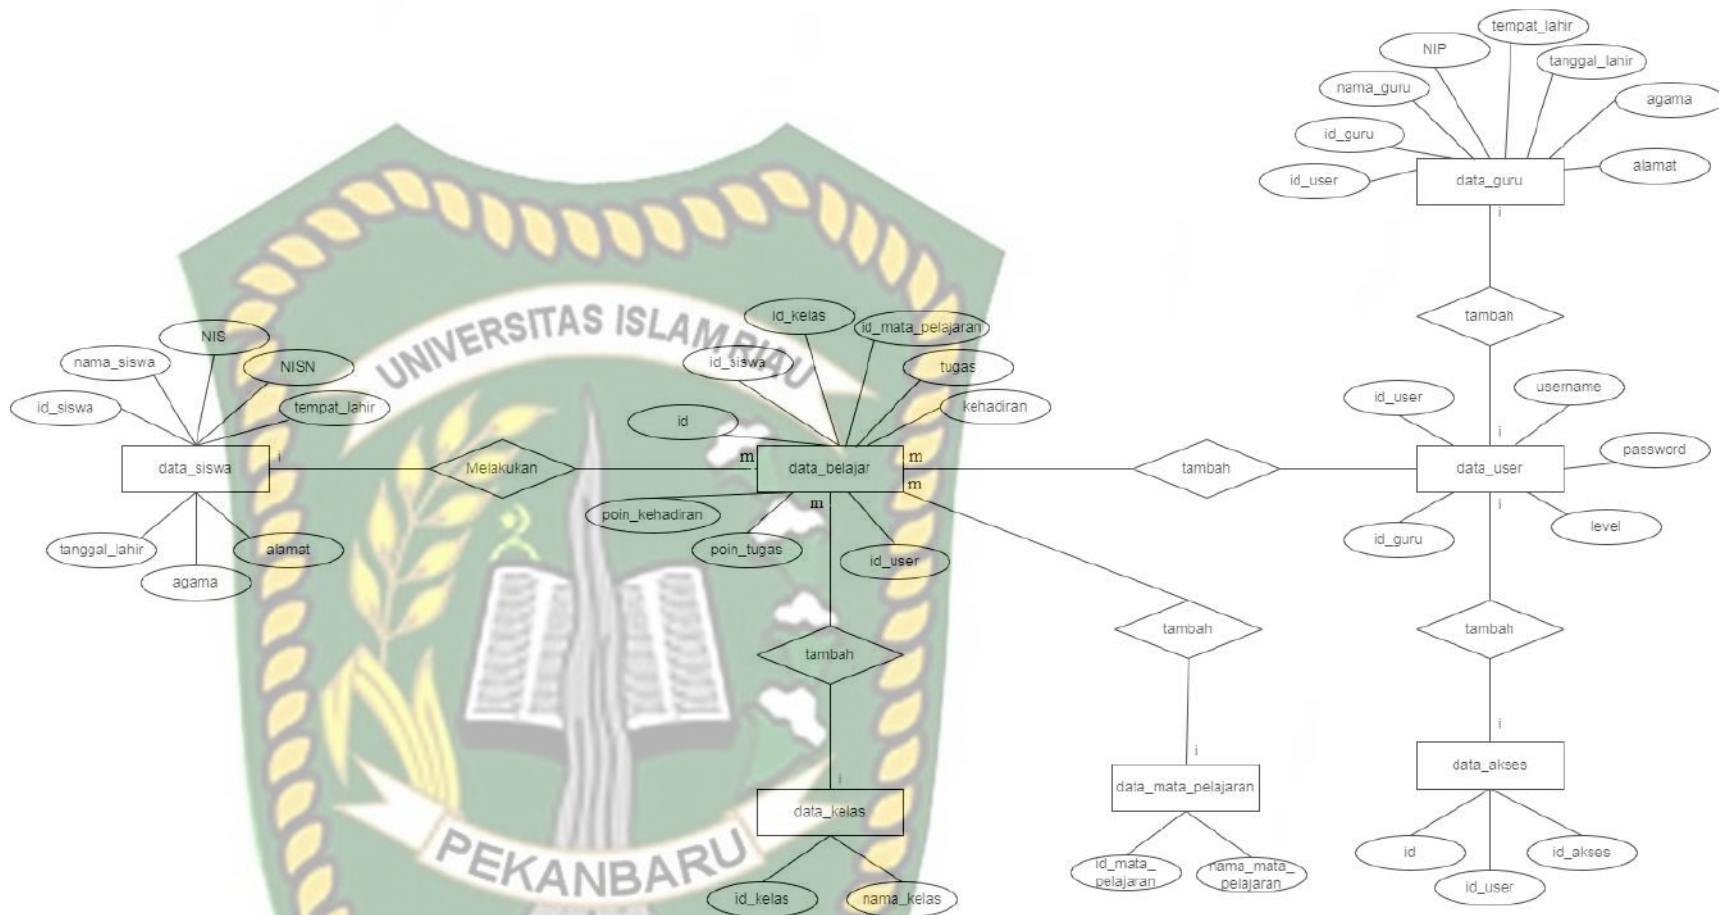 tempat_lahir
NIP
tanggal_lahir
nama_guru
agama
id_guru
alamat
id_user
data_guru
i
tambah
i
UNIVERSITAS ISLAM RIAU
NIS
nama_siswa
NISN
id_siswa
tempat_lahir
data_siswa
i
tanggal_lahir
alamat
agama
Melakukan
id_kelas
id_mata_pelajaran
id_siswa
tugas
kehadiran
id
m
data_belajar
m
m
m
poin_kehadiran
poin_tugas
id_user
tambah
username
id_user
password
data_user
i
id_guru
level
tambah
i
data_kelas
id_kelas
nama_kelas
tambah
i
data_mata_pelajaran
id_mata_
pelajaran
nama_mata_
pelajaran
tambah
i
data_akses
id
id_akses
id_user
PEKANBARU